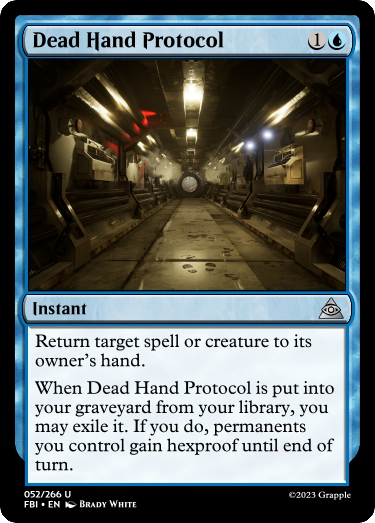 Dead Hand Protocol 1
Instant
Return target spell or creature to its
owner's hand.
When Dead Hand Protocol is put into
your graveyard from your library, you
may exile it. If you do, permanents
you control gain hexproof until end of
turn.
052/266 U
FBI • EN Brady White
©2023 Grapple